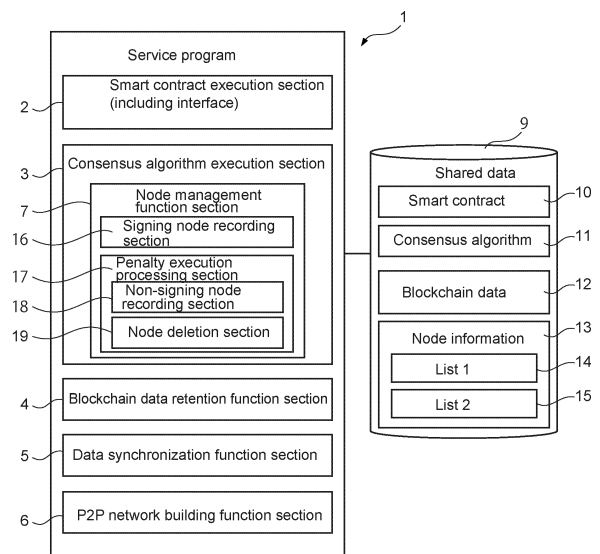 1
Service program
2
Smart contract execution section
(including interface)
3
Consensus algorithm execution section
7
Node management
function section
16
Signing node recording
section
17
Penalty execution
processing section
18
Non-signing node
recording section
19
Node deletion section
4
Blockchain data retention function section
5
Data synchronization function section
6
P2P network building function section
9
Shared data
Smart contract
10
Consensus algorithm
11
Blockchain data
12
Node information
13
List 1
14
List 2
15